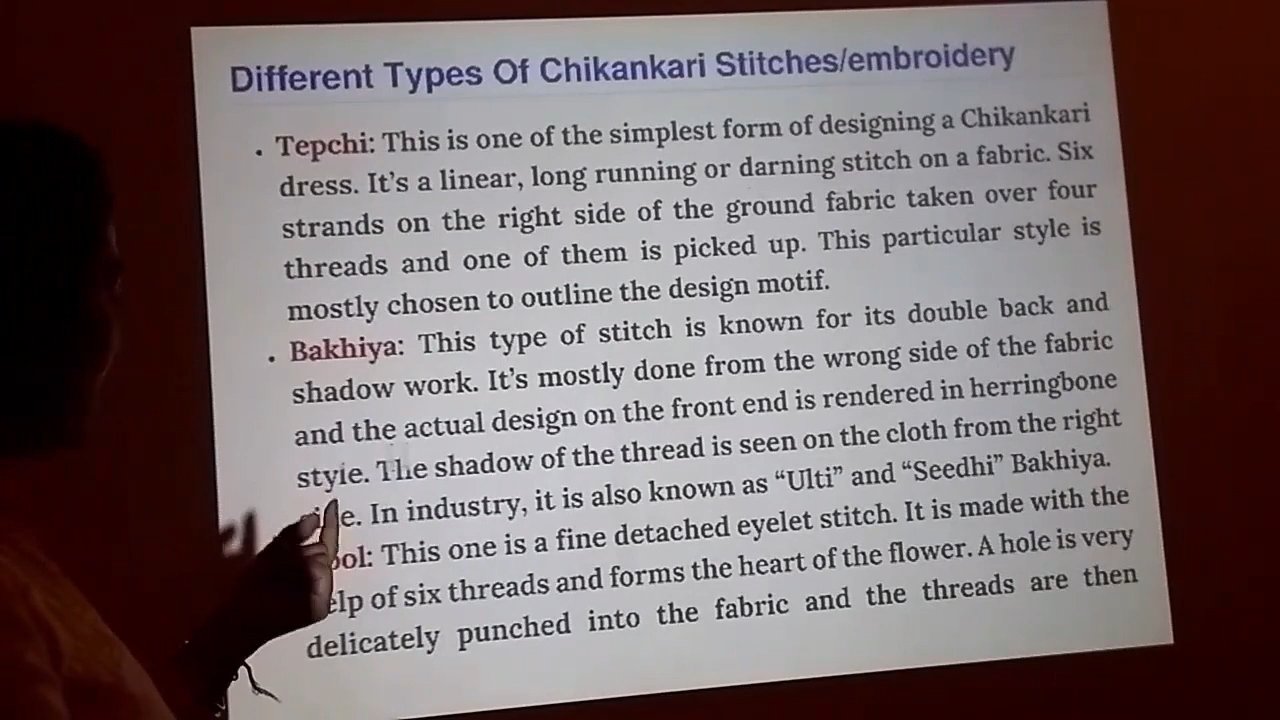 Different Types Of Chikankari Stitches/embroidery
• Tepchi: This is one of the simplest form of designing a Chikankari
dress. It's a linear, long running or darning stitch on a fabric. Six
strands on the right side of the ground fabric taken over four
threads and one of them is picked up. This particular style is
mostly chosen to outline the design motif.
• Bakhiya: This type of stitch is known for its double back and
shadow work. It's mostly done from the wrong side of the fabric
and the actual design on the front end is rendered in herringbone
style. The shadow of the thread is seen on the cloth from the right
In industry, it is also known as “Ulti” and “Seedhi” Bakhiya.
This one is a fine detached eyelet stitch. It is made with the
of six threads and forms the heart of the flower. A hole is very
delicately punched into the fabric and the threads are then